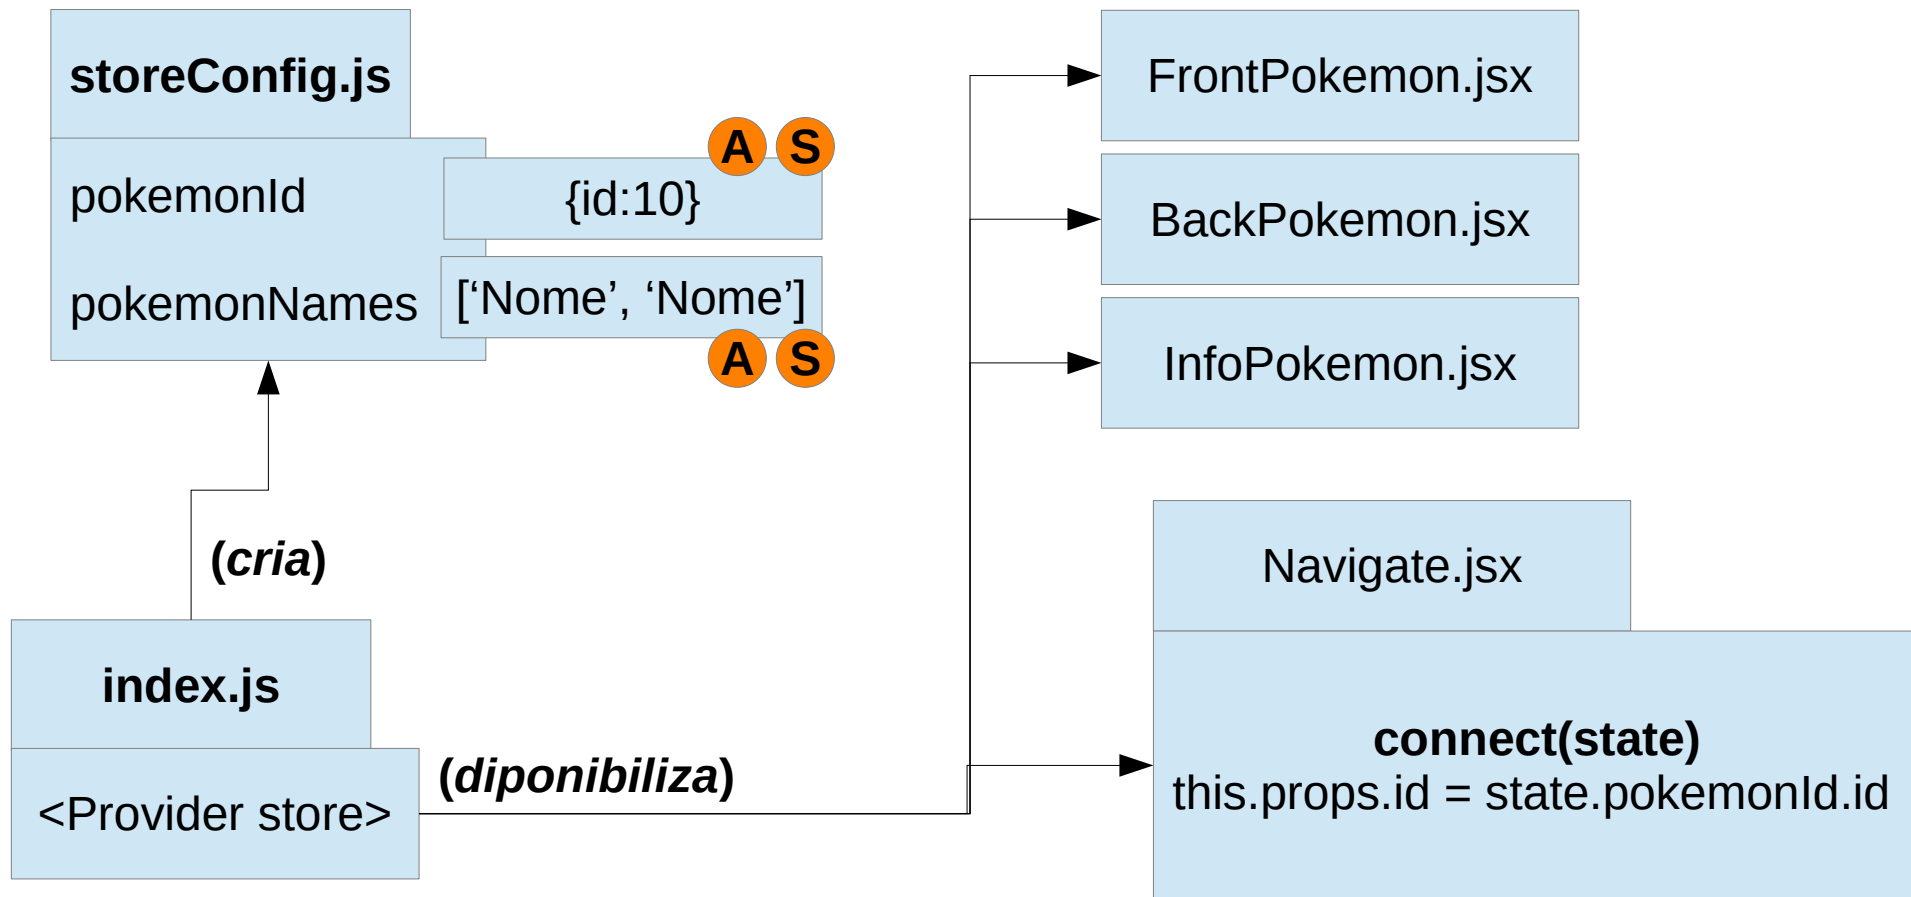 storeConfig.js
A S
pokemonId
{id:10}
pokemonNames
[‘Nome’, ‘Nome’]
A S
(cria)
index.js
<Provider store>
(diponibiliza)
FrontPokemon.jsx
BackPokemon.jsx
InfoPokemon.jsx
Navigate.jsx
connect(state)
this.props.id = state.pokemonId.id